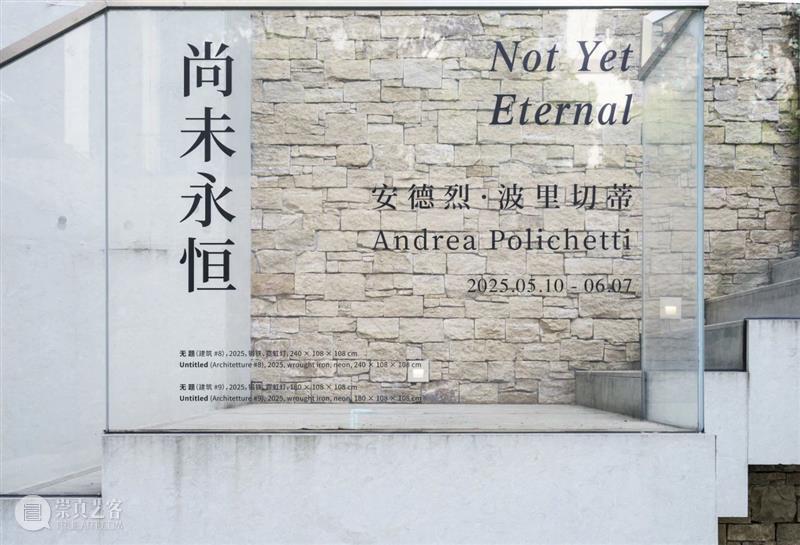 尚未永恒
Not Yet
Eternal
安德烈·波里切蒂
Andrea Polichetti
2025.05.10 - 06.07
无题(建筑 #8), 2025, 锻铁, 霓虹灯, 240 × 108 × 108 cm
Untitled (Architetture #8), 2025, wrought iron, neon, 240 × 108 × 108 cm
无题(建筑 #9), 2025, 锻铁, 霓虹灯, 180 × 108 × 108 cm
Untitled (Architetture #9), 2025, wrought iron, neon, 180 × 108 × 108 cm
崇真艺客